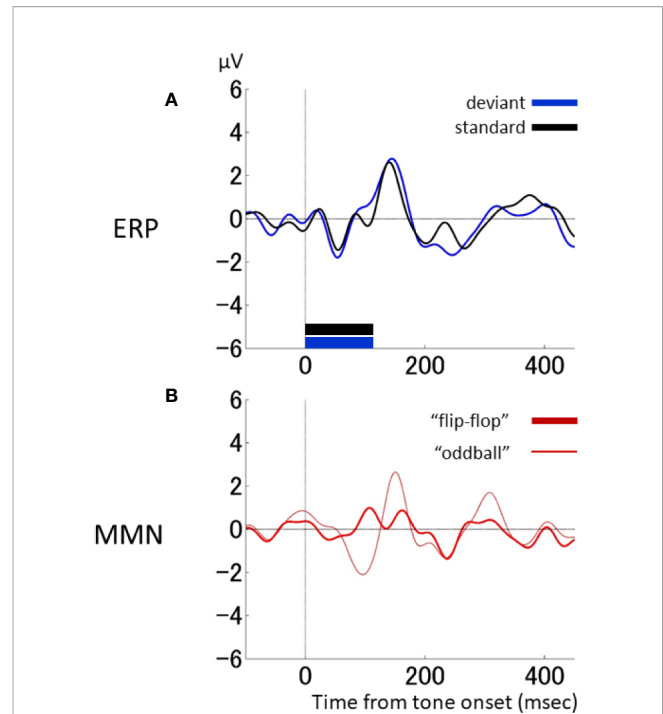 μV
A
6
deviant
standard
4
2
ERP
0
−2
−4
−6
0 200 400
B
6
"flip-flop"
4
"oddball"
2
MMN
0
−2
−4
−6
0 200 400
Time from tone onset (msec)